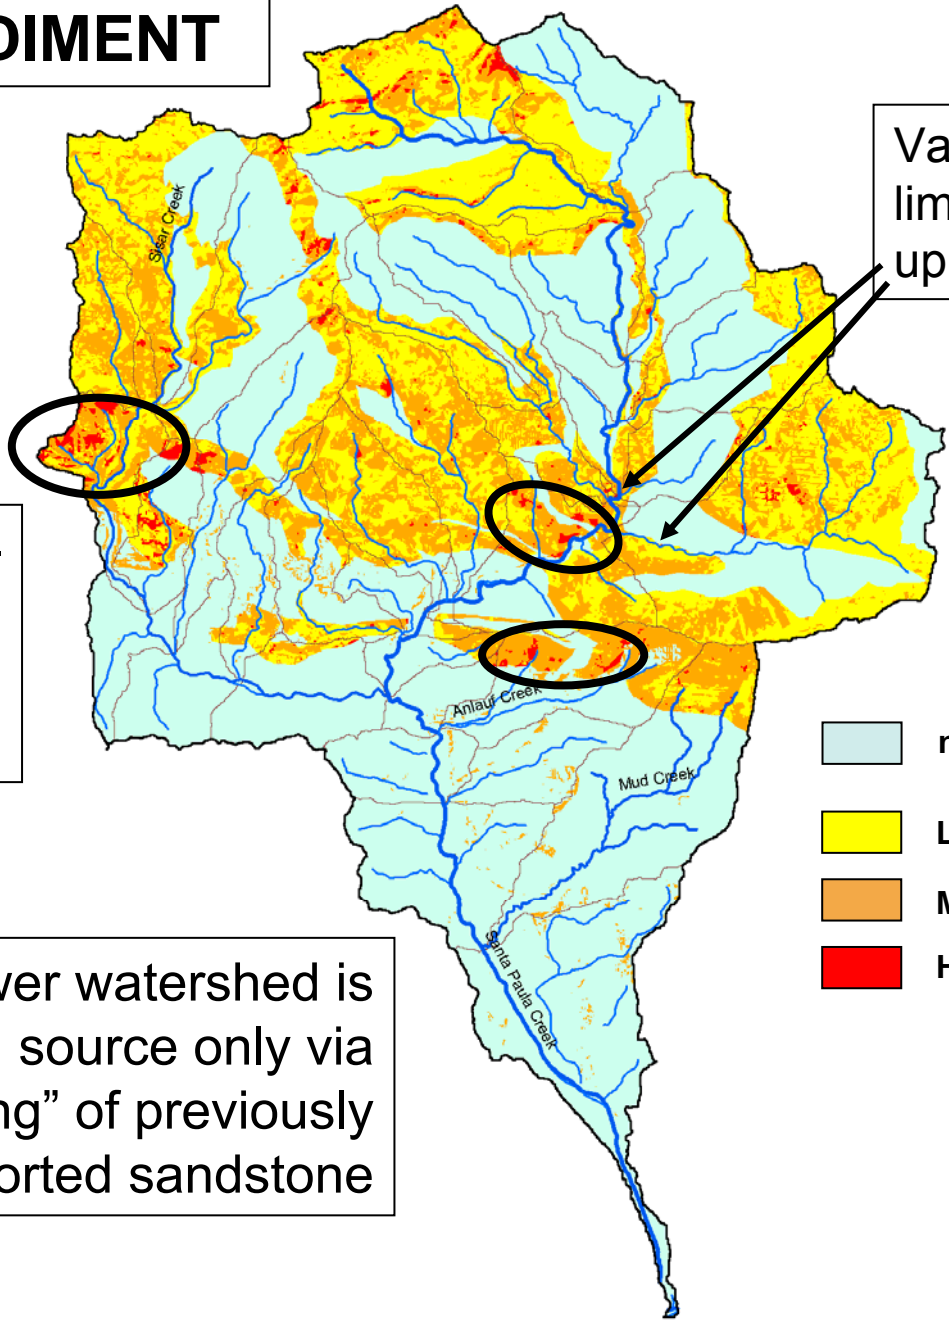 DIMENT
Va
lim
up
Sisar Creek
.
Anlauf Creek
Mud Creek
Santa Paula Creek
L
M
H
wer watershed is
source only via
ng” of previously
orted sandstone